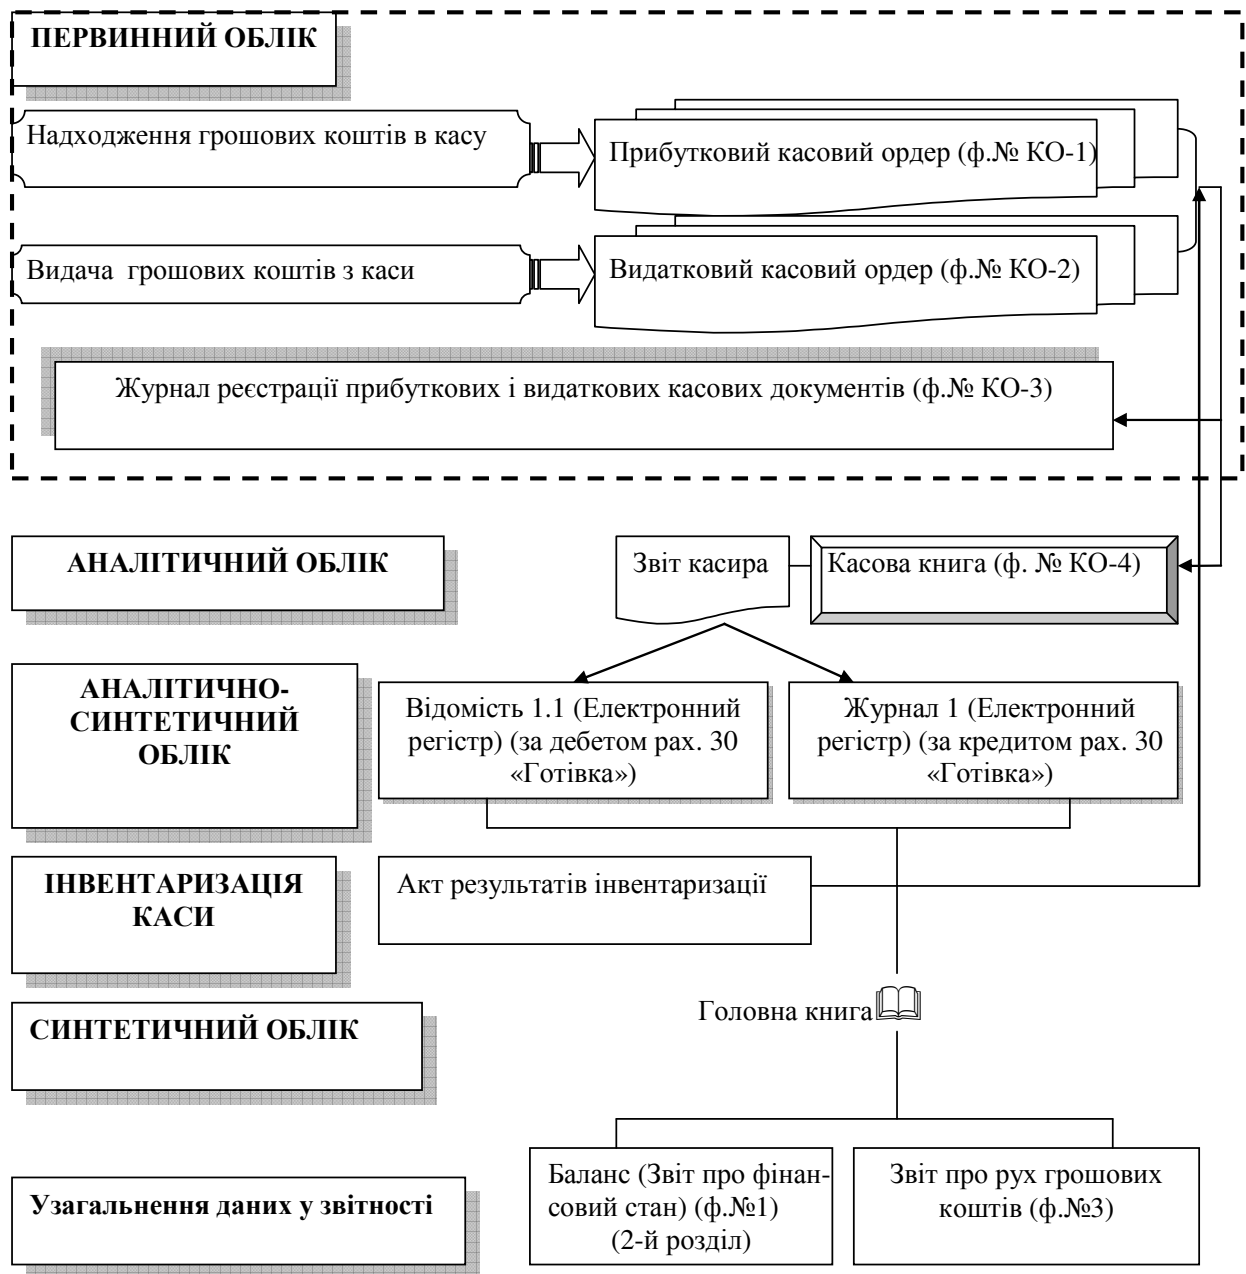 ПЕРВИННИЙ ОБЛІК
Надходження грошових коштів в касу
Прибутковий касовий ордер (ф.№ КО-1)
Видача грошових коштів з каси
Видатковий касовий ордер (ф.№ КО-2)
Журнал реєстрації прибуткових і видаткових касових документів (ф.№ КО-3)
АНАЛІТИЧНИЙ ОБЛІК
Звіт касира
Касова книга (ф. № КО-4)
АНАЛІТИЧНО-
СИНТЕТИЧНИЙ
ОБЛІК
Відомість 1.1 (Електронний
регістр) (за дебетом рах. 30
«Готівка»)
Журнал 1 (Електронний
регістр) (за кредитом рах. 30
«Готівка»)
ІНВЕНТАРИЗАЦІЯ
КАСИ
Акт результатів інвентаризації
СИНТЕТИЧНИЙ ОБЛІК
Головна книга
Узагальнення даних у звітності
Баланс (Звіт про фінан-
совий стан) (ф.№1)
(2-й розділ)
Звіт про рух грошових
коштів (ф.№3)